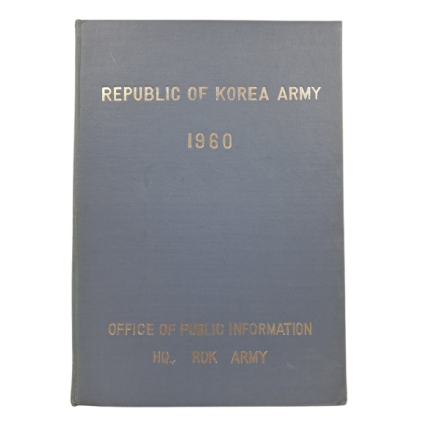 REPUBLIC OF KOREA ARMY
1960
OFFICE OF PUBLIC INFORMATION
HQ, ROK ARMY